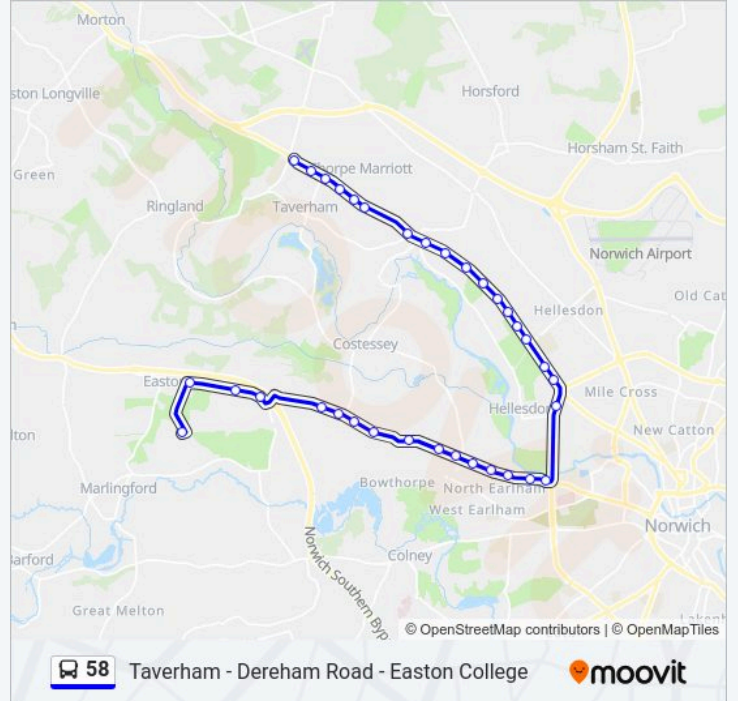 Morton
ston Longville
Horsford
Horsham St. Faith
Thorpe Marriott
Green
Ringland
Taverham
Norwich Airport
Old Cat
Hellesdon
Costessey
Easton
Mile Cross
Hellesdon
New Catton
lton
Bowthorpe
North Earlham
Marlingford
West Earlham
Norwich
Barford
Colney
Norwich Southern Byp
Great Melton
Lakenh
© OpenStreetMap contributors | © OpenMapTiles
58 Taverham - Dereham Road - Easton College
moovit